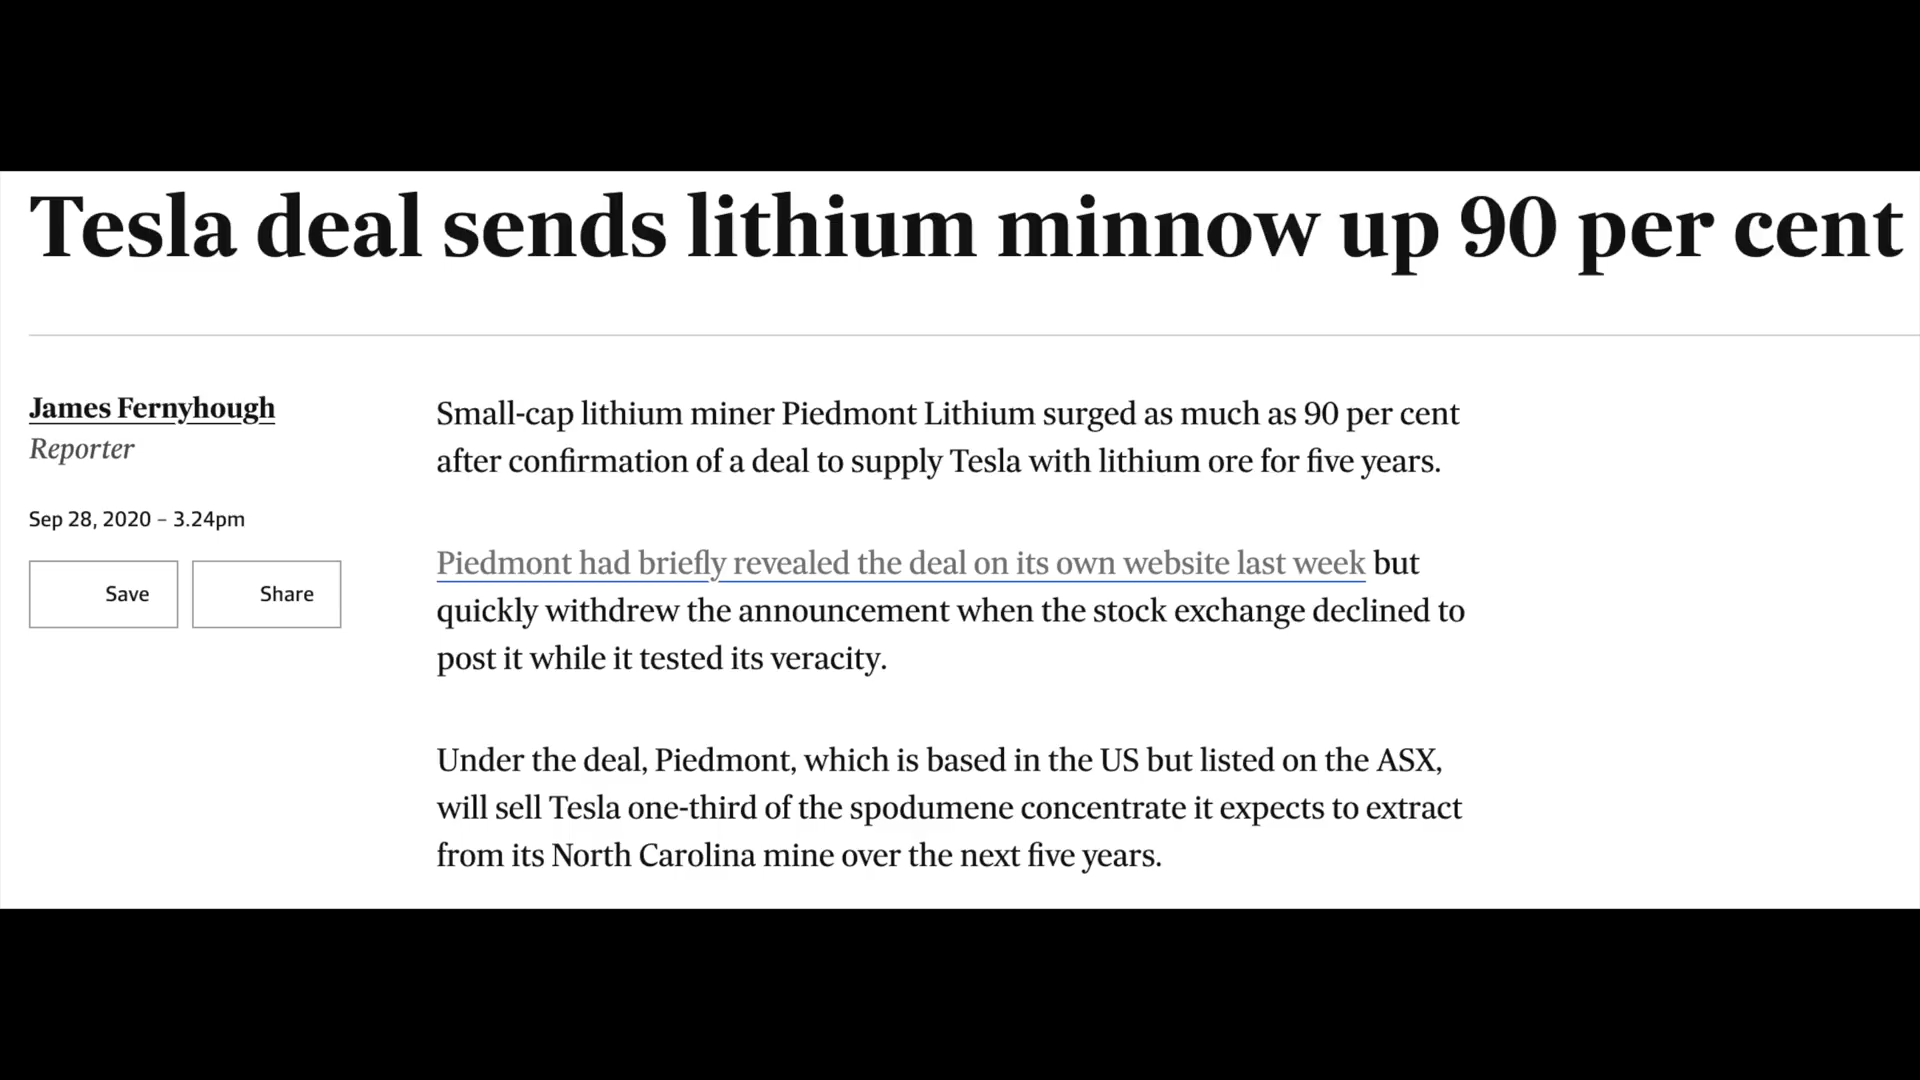 Tesla deal sends lithium minnow up 90 per cent
James Fernyhough
Reporter
Sep 28, 2020 – 3.24pm
Save
Share
Small-cap lithium miner Piedmont Lithium surged as much as 90 per cent
after confirmation of a deal to supply Tesla with lithium ore for five years.
Piedmont had briefly revealed the deal on its own website last week but
quickly withdrew the announcement when the stock exchange declined to
post it while it tested its veracity.
Under the deal, Piedmont, which is based in the US but listed on the ASX,
will sell Tesla one-third of the spodumene concentrate it expects to extract
from its North Carolina mine over the next five years.